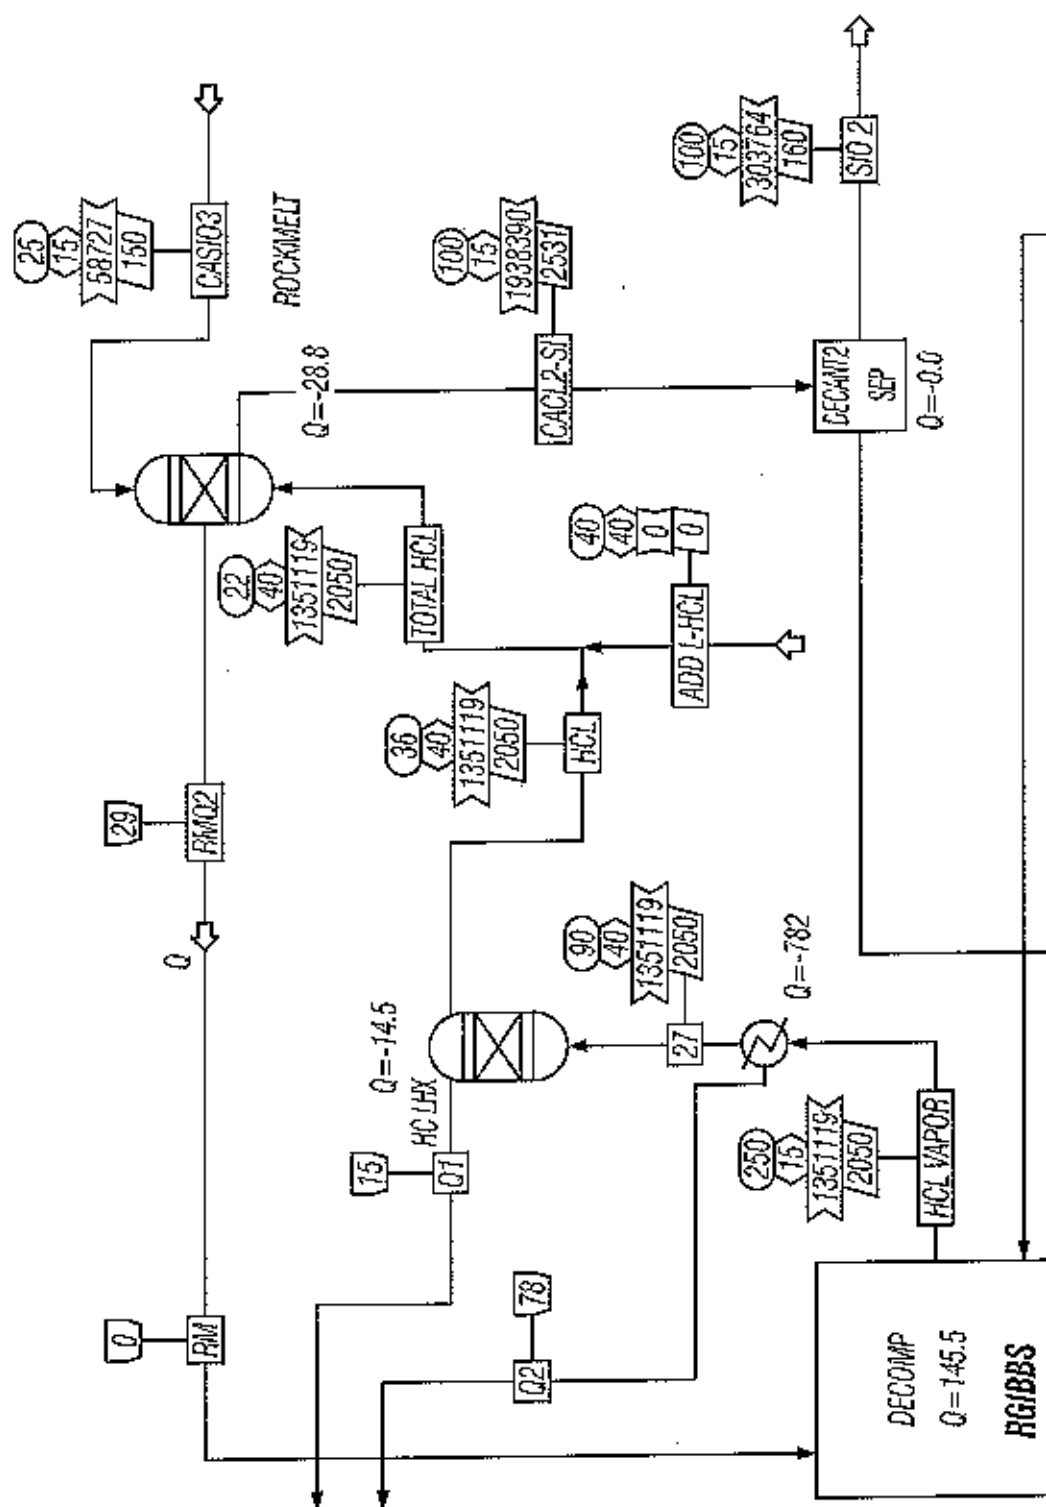 25
15
58727
150
CASIO3
ROCKMELT
100
15
303764
160
SIO 2
100
15
1938390
2531
CACL2-SI
Q=-28.8
DECANT2
SEP
Q=-0.0
22
40
1351119
2050
TOTAL HCL
40
40
0
0
ADD L-HCL
36
40
1351119
2050
HCL
29
RMQ2
Q
90
40
1351119
2050
27
Q=-782
Q=-14.5
HC LHX
15
Q1
250
15
1351119
2050
HCL VAPOR
0
RM
78
Q2
DECOMP
Q=145.5
RGIBBS